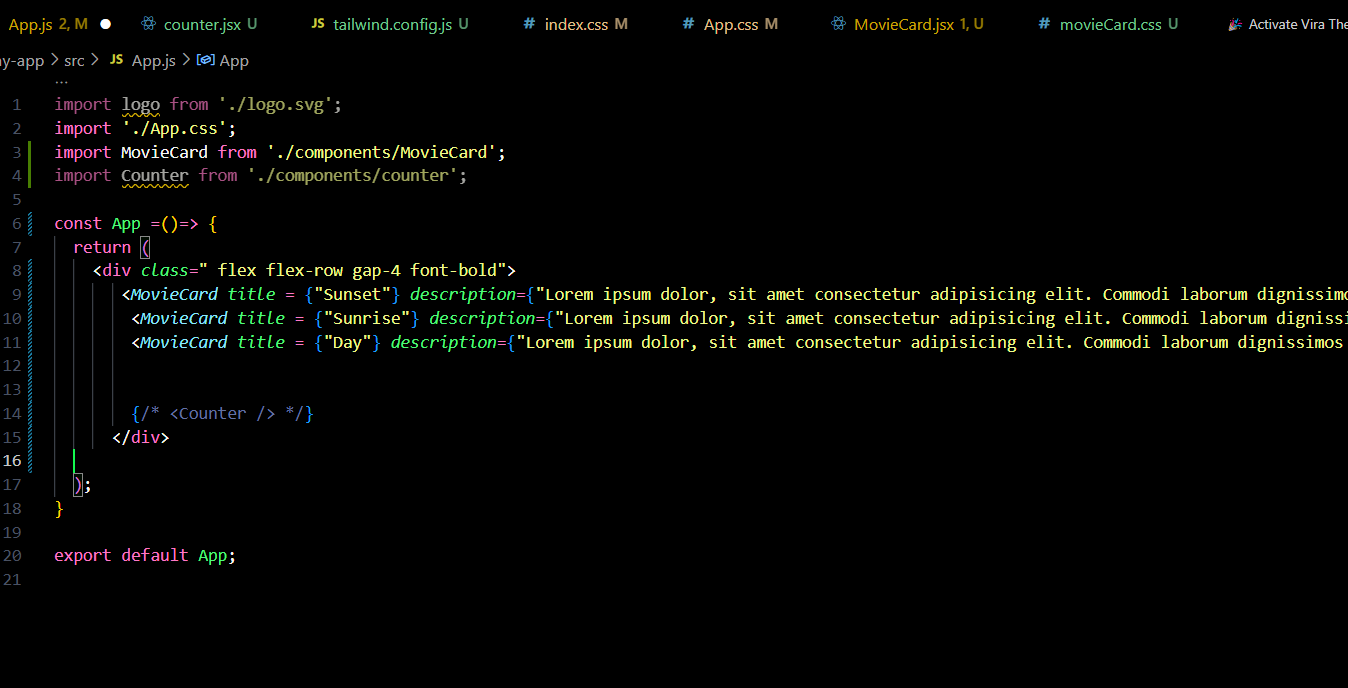 App.js 2, M counter.jsx U JS tailwind.config.js U # index.css M # App.css M MovieCard.jsx 1, U # movieCard.css U Activate Vira The
y-app > src > JS App.js > App
...
1 import logo from './logo.svg';
2 import './App.css';
3 import MovieCard from './components/MovieCard';
4 import Counter from './components/counter';
5
6 const App =()=> {
7 return (
8 <div class=" flex flex-row gap-4 font-bold">
9 <MovieCard title = {"Sunset"} description={"Lorem ipsum dolor, sit amet consectetur adipisicing elit. Commodi laborum dignissimo
10 <MovieCard title = {"Sunrise"} description={"Lorem ipsum dolor, sit amet consectetur adipisicing elit. Commodi laborum dignissi
11 <MovieCard title = {"Day"} description={"Lorem ipsum dolor, sit amet consectetur adipisicing elit. Commodi laborum dignissimos
12
13
14 {/* <Counter /> */}
15 </div>
16
17 );
18 }
19
20 export default App;
21